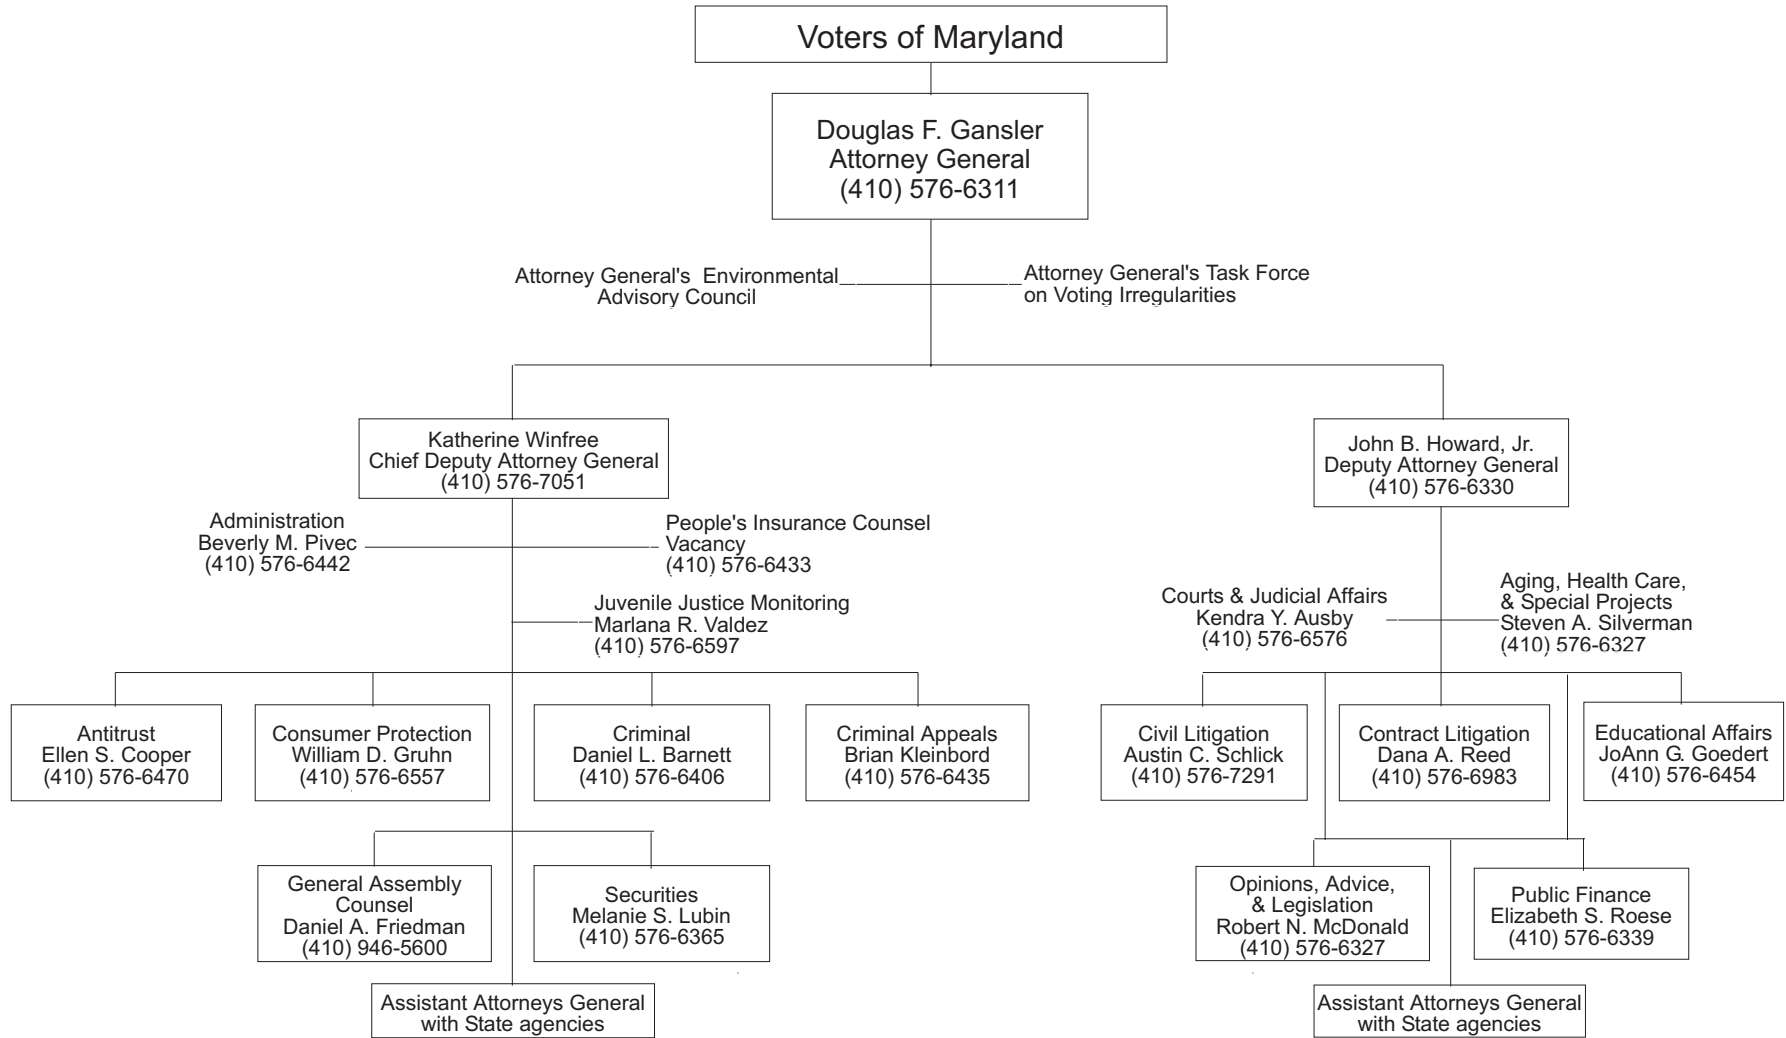 Voters of Maryland
Douglas F. Gansler
Attorney General
(410) 576-6311
Attorney General's Environmental
Advisory Council
Attorney General's Task Force
on Voting Irregularities
Katherine Winfree
Chief Deputy Attorney General
(410) 576-7051
John B. Howard, Jr.
Deputy Attorney General
(410) 576-6330
Administration
Beverly M. Pivec
(410) 576-6442
People's Insurance Counsel
Vacancy
(410) 576-6433
Juvenile Justice Monitoring
Marlana R. Valdez
(410) 576-6597
Courts & Judicial Affairs
Kendra Y. Ausby
(410) 576-6576
Aging, Health Care,
& Special Projects
Steven A. Silverman
(410) 576-6327
Antitrust
Ellen S. Cooper
(410) 576-6470
Consumer Protection
William D. Gruhn
(410) 576-6557
Criminal
Daniel L. Barnett
(410) 576-6406
Criminal Appeals
Brian Kleinbord
(410) 576-6435
Civil Litigation
Austin C. Schlick
(410) 576-7291
Contract Litigation
Dana A. Reed
(410) 576-6983
Educational Affairs
JoAnn G. Goedert
(410) 576-6454
General Assembly
Counsel
Daniel A. Friedman
(410) 946-5600
Securities
Melanie S. Lubin
(410) 576-6365
Opinions, Advice,
& Legislation
Robert N. McDonald
(410) 576-6327
Public Finance
Elizabeth S. Roese
(410) 576-6339
Assistant Attorneys General
with State agencies
Assistant Attorneys General
with State agencies